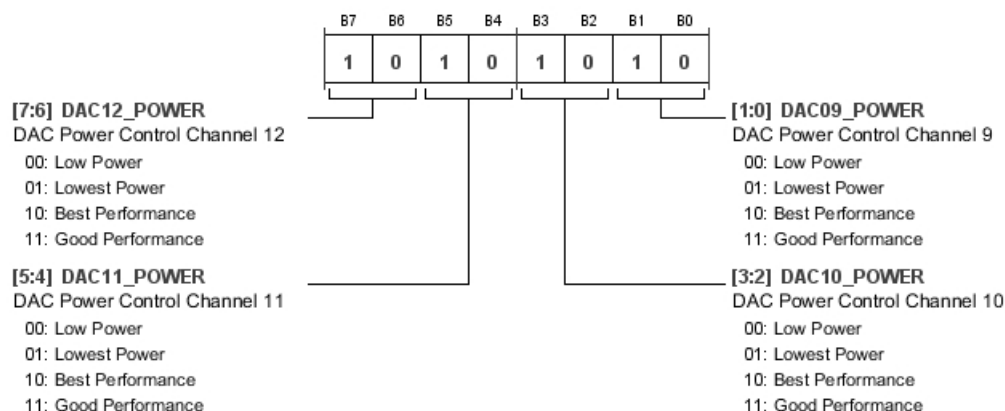 B7 B6 B5 B4 B3 B2 B1 B0
1 0 1 0 1 0 1 0
[7:6] DAC12_POWER
DAC Power Control Channel 12
00: Low Power
01: Lowest Power
10: Best Performance
11: Good Performance
[1:0] DAC09_POWER
DAC Power Control Channel 9
00: Low Power
01: Lowest Power
10: Best Performance
11: Good Performance
[5:4] DAC11_POWER
DAC Power Control Channel 11
00: Low Power
01: Lowest Power
10: Best Performance
11: Good Performance
[3:2] DAC10_POWER
DAC Power Control Channel 10
00: Low Power
01: Lowest Power
10: Best Performance
11: Good Performance